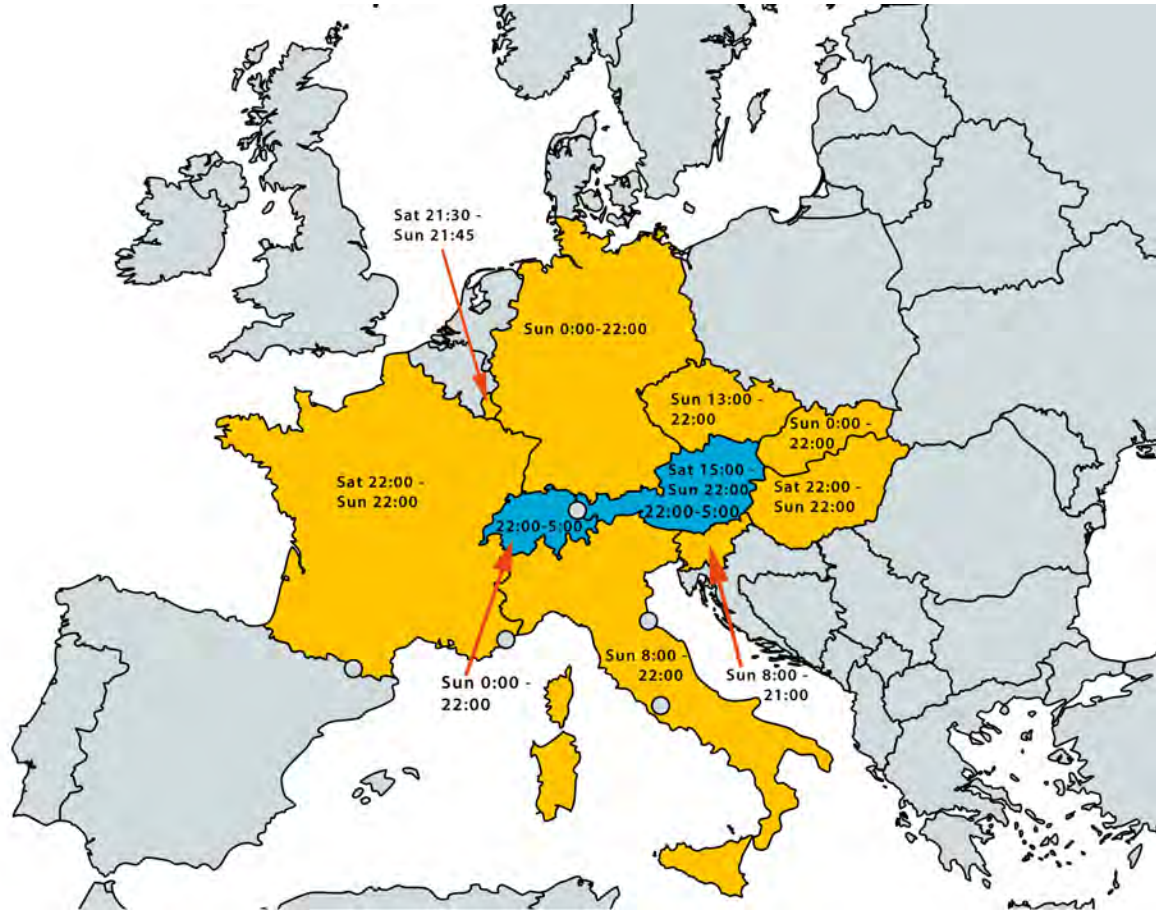 Sat 21:30 -
Sun 21:45
Sun 0:00-22:00
Sun 13:00 -
22:00
Sun 0:00 -
22:00
Sat 15:00 -
Sun 22:00
22:00-5:00
Sat 22:00 -
Sun 22:00
Sat 22:00 -
Sun 22:00
22:00-5:00
Sun 8:00 -
22:00
Sun 8:00 -
21:00
Sun 0:00 -
22:00